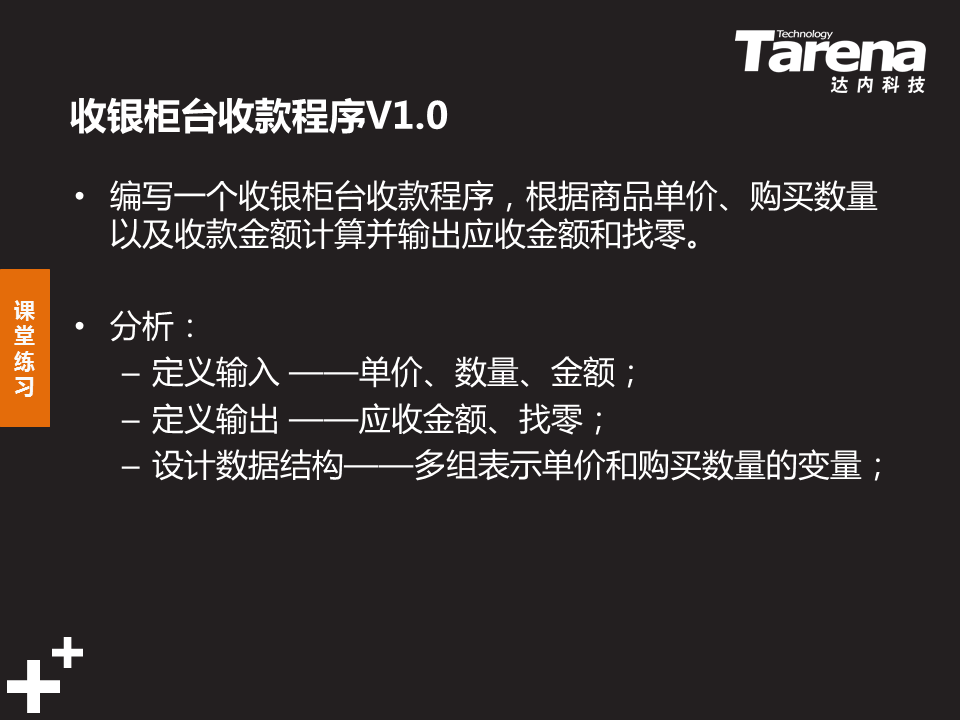 Technology
Tarena
达内科技
收银柜台收款程序V1.0
• 编写一个收银柜台收款程序，根据商品单价、购买数量
以及收款金额计算并输出应收金额和找零。
课堂练习
• 分析：
– 定义输入 ——单价、数量、金额；
– 定义输出 ——应收金额、找零；
– 设计数据结构——多组表示单价和购买数量的变量；